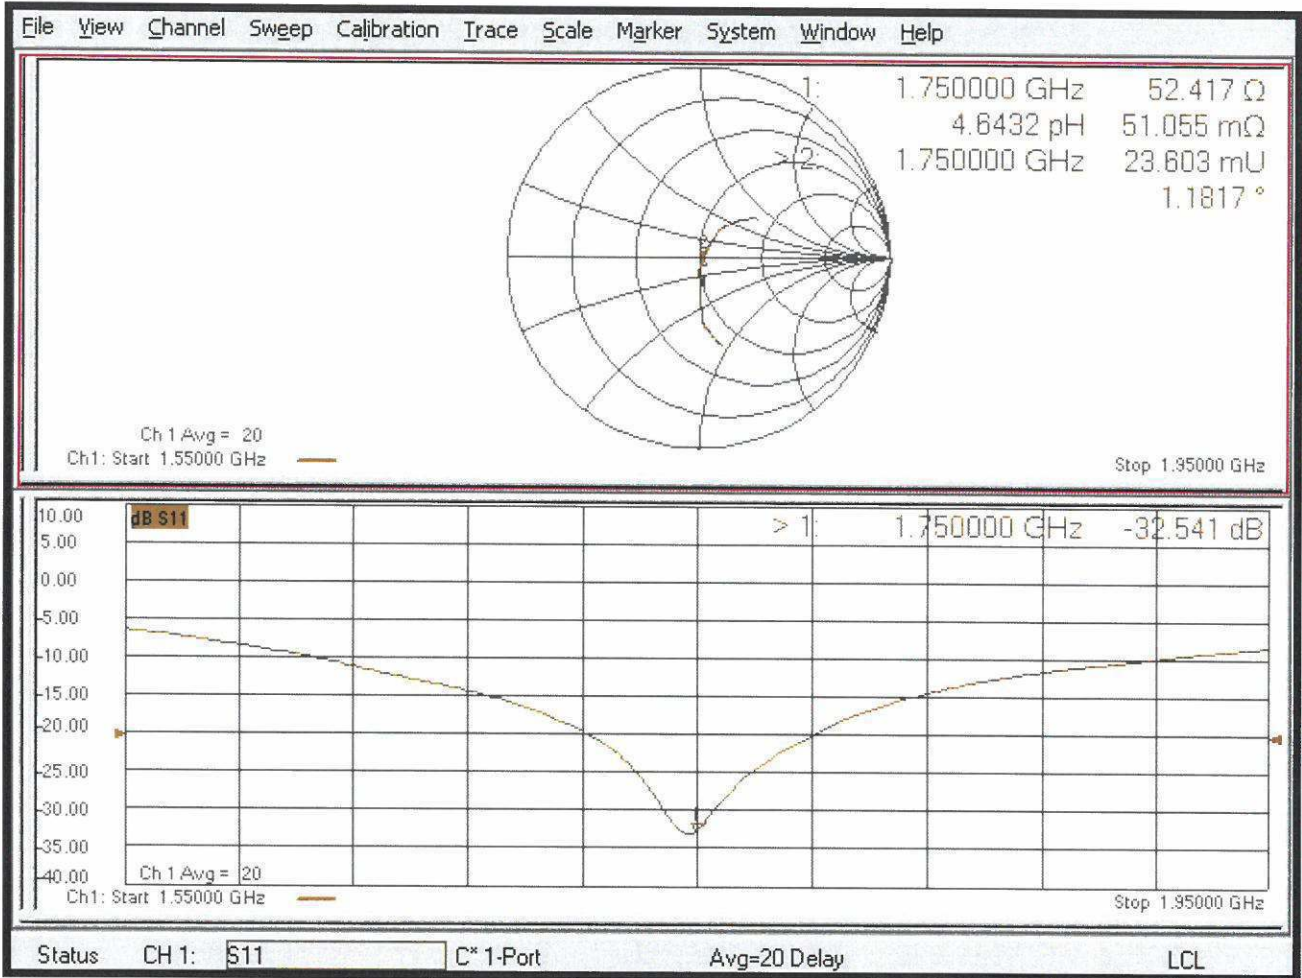 File View Channel Sweep Calibration Trace Scale Marker System Window Help
1: 1.750000 GHz 52.417 Ω
4.6432 pH 51.055 mΩ
> 2: 1.750000 GHz 23.603 mU
1.1817 °
Ch 1 Avg = 20
Ch1: Start 1.55000 GHz
Stop 1.95000 GHz
10.00
dB S11
> 1: 1.750000 GHz -32.541 dB
5.00
0.00
-5.00
-10.00
-15.00
-20.00
-25.00
-30.00
-35.00
-40.00
Ch 1 Avg = 20
Ch1: Start 1.55000 GHz
Stop 1.95000 GHz
Status CH 1: S11 C* 1-Port Avg=20 Delay LCL